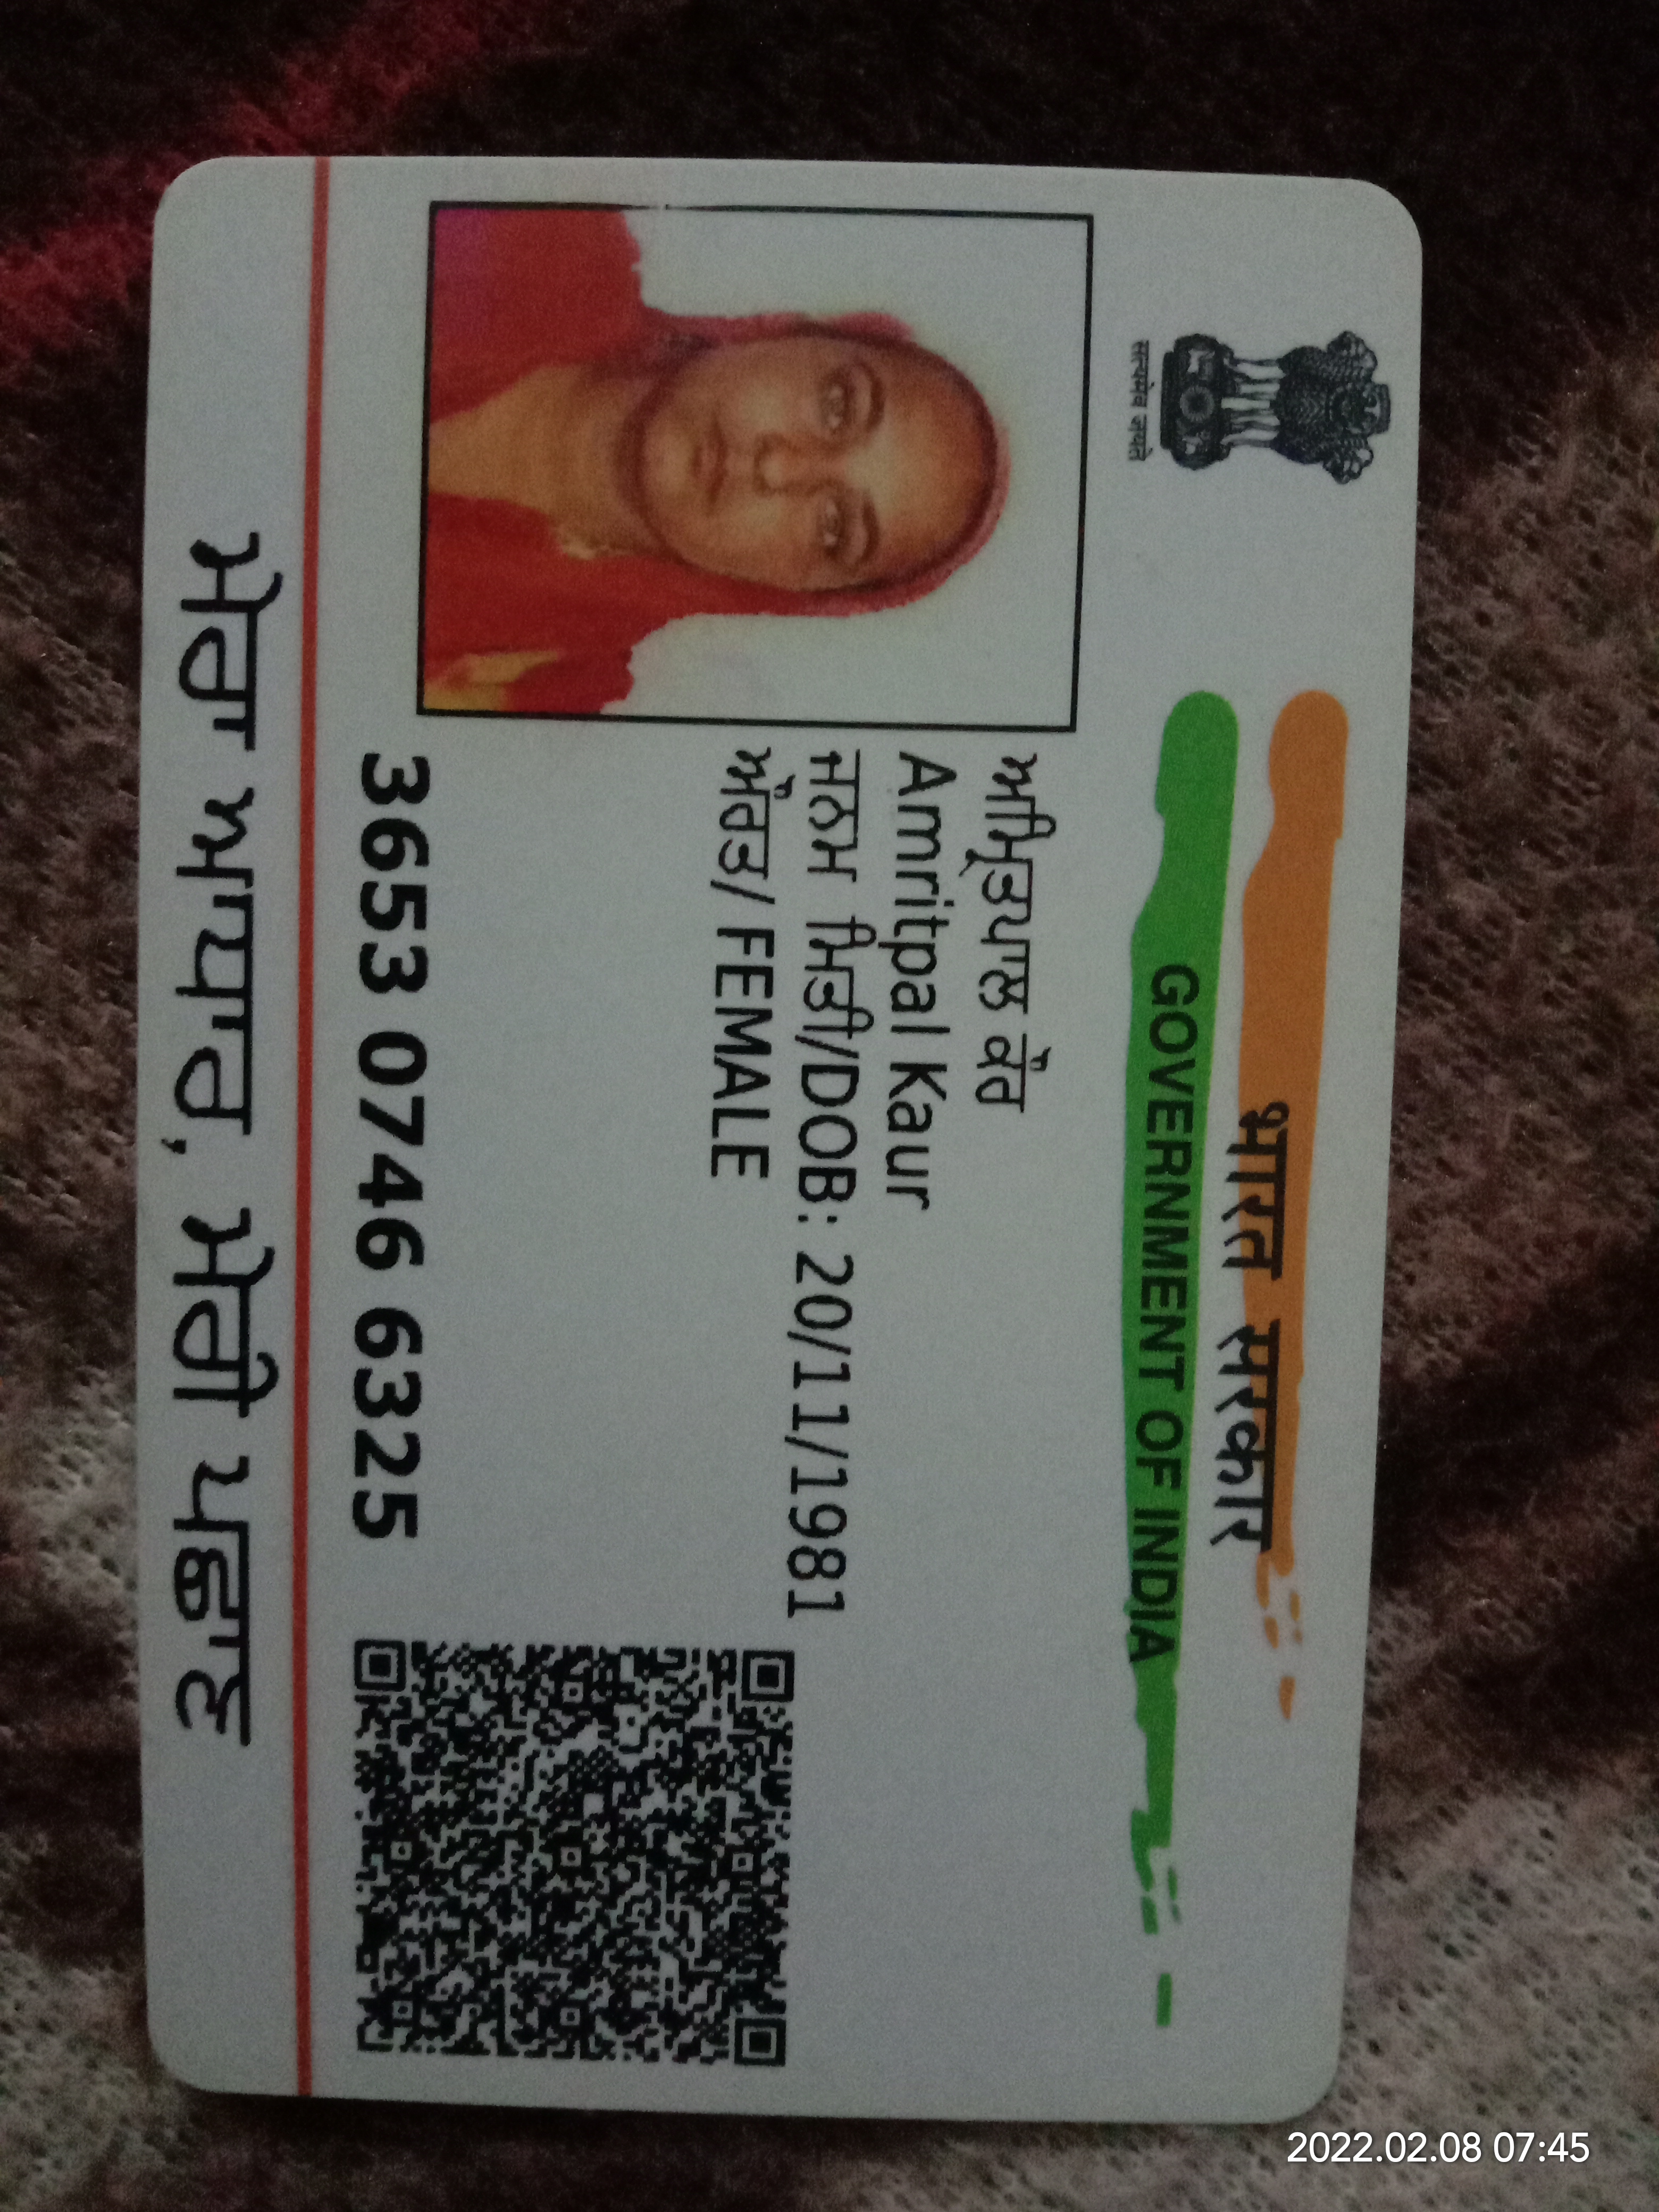 भारत सरकार
GOVERNMENT OF INDIA
सत्यमेव जयते
ਅਮ੍ਰਿਤਪਾਲ ਕੌਰ
Amritpal Kaur
ਜਨਮ ਮਿਤੀ/DOB: 20/11/1981
ਔਰਤ/ FEMALE
3653 0746 6325
ਮੇਰਾ ਆਧਾਰ, ਮੇਰੀ ਪਛਾਣ
2022.02.08 07:45